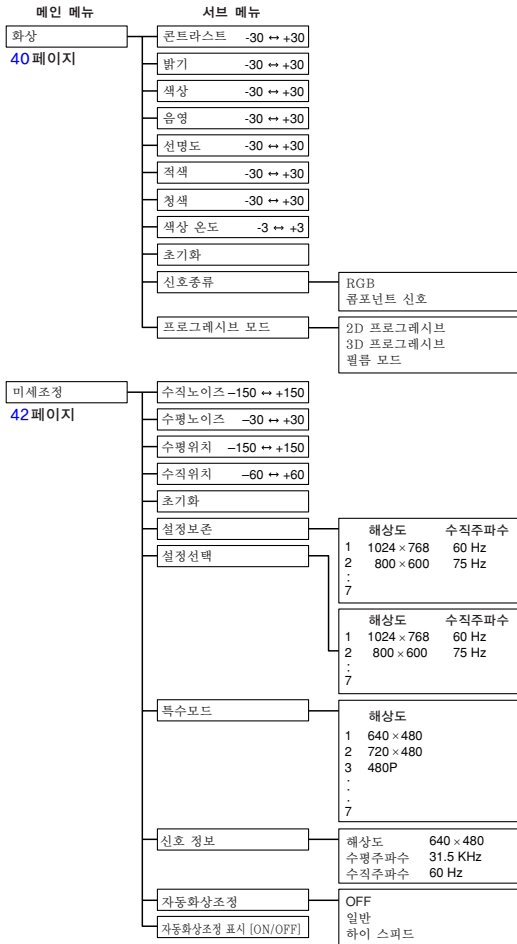 메인 메뉴 서브 메뉴
화상 콘트라스트 -30 ↔ +30
40페이지
밝기 -30 ↔ +30
색상 -30 ↔ +30
음영 -30 ↔ +30
선명도 -30 ↔ +30
적색 -30 ↔ +30
청색 -30 ↔ +30
색상 온도 -3 ↔ +3
초기화
신호종류
RGB
콤포넌트 신호
프로그레시브 모드
2D 프로그레시브
3D 프로그레시브
필름 모드
미세조정 수직노이즈 –150 ↔ +150
42페이지
수평노이즈 –30 ↔ +30
수평위치 –150 ↔ +150
수직위치 –60 ↔ +60
초기화
설정보존
해상도 수직주파수
1 1024 × 768 60 Hz
2 800 × 600 75 Hz
:
7
설정선택
해상도 수직주파수
1 1024 × 768 60 Hz
2 800 × 600 75 Hz
:
7
특수모드
해상도
1 640 × 480
2 720 × 480
3 480P
:
:
7
신호 정보
해상도 640 × 480
수평주파수 31.5 KHz
수직주파수 60 Hz
자동화상조정
OFF
일반
하이 스피드
자동화상조정 표시 [ON/OFF]